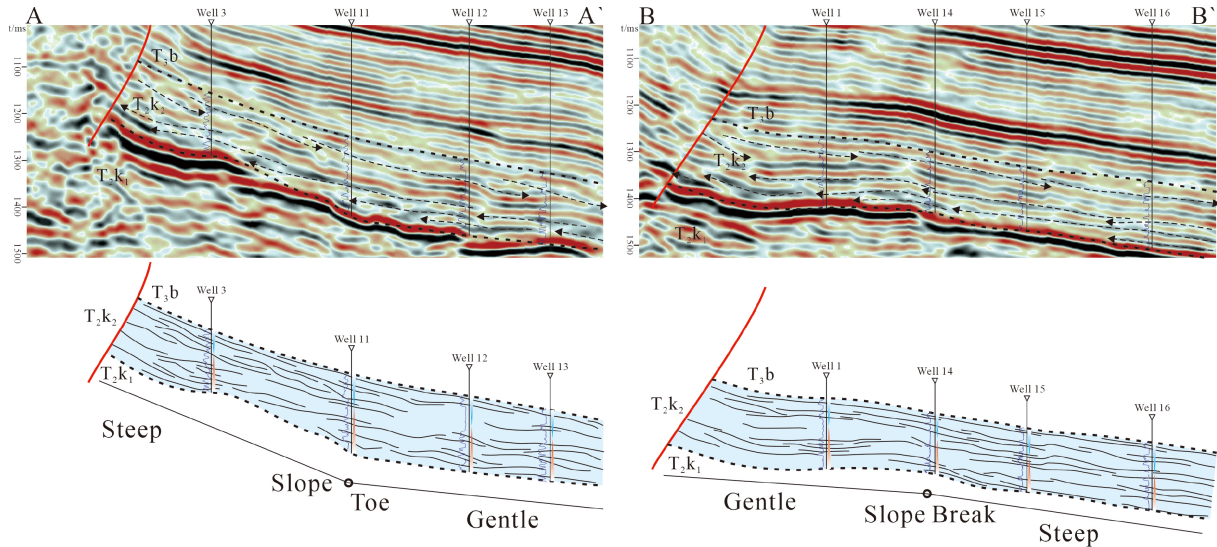 A
Well 3
Well 11
Well 12
Well 13
A`
t/ms
1100
1200
1300
1400
1500
T₃b
T₂k₂
T₂k₁
B
Well 1
Well 14
Well 15
Well 16
B`
t/ms
1100
1200
1300
1400
1500
T₃b
T₂k₂
T₂k₁
Well 3
Well 11
Well 12
Well 13
T₃b
T₂k₂
T₂k₁
Steep
Slope Toe
Gentle
Well 1
Well 14
Well 15
Well 16
T₃b
T₂k₂
T₂k₁
Gentle
Slope Break
Steep